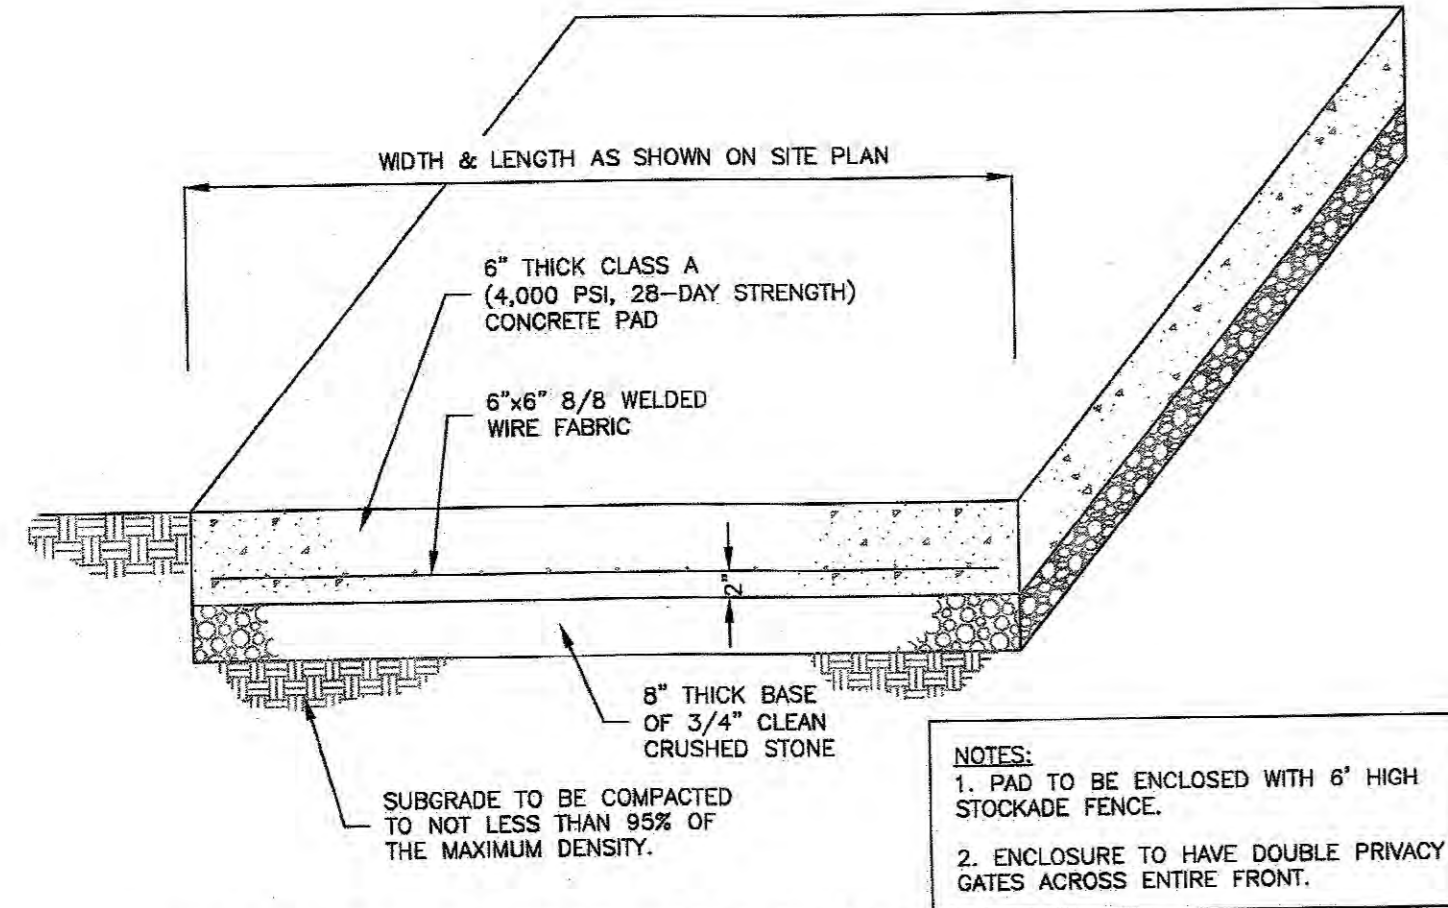 WIDTH & LENGTH AS SHOWN ON SITE PLAN
6" THICK CLASS A
(4,000 PSI, 28-DAY STRENGTH)
CONCRETE PAD
6"x6" 8/8 WELDED
WIRE FABRIC
2"
8" THICK BASE
OF 3/4" CLEAN
CRUSHED STONE
SUBGRADE TO BE COMPACTED
TO NOT LESS THAN 95% OF
THE MAXIMUM DENSITY.
NOTES:
1. PAD TO BE ENCLOSED WITH 6' HIGH
STOCKADE FENCE.
2. ENCLOSURE TO HAVE DOUBLE PRIVACY
GATES ACROSS ENTIRE FRONT.